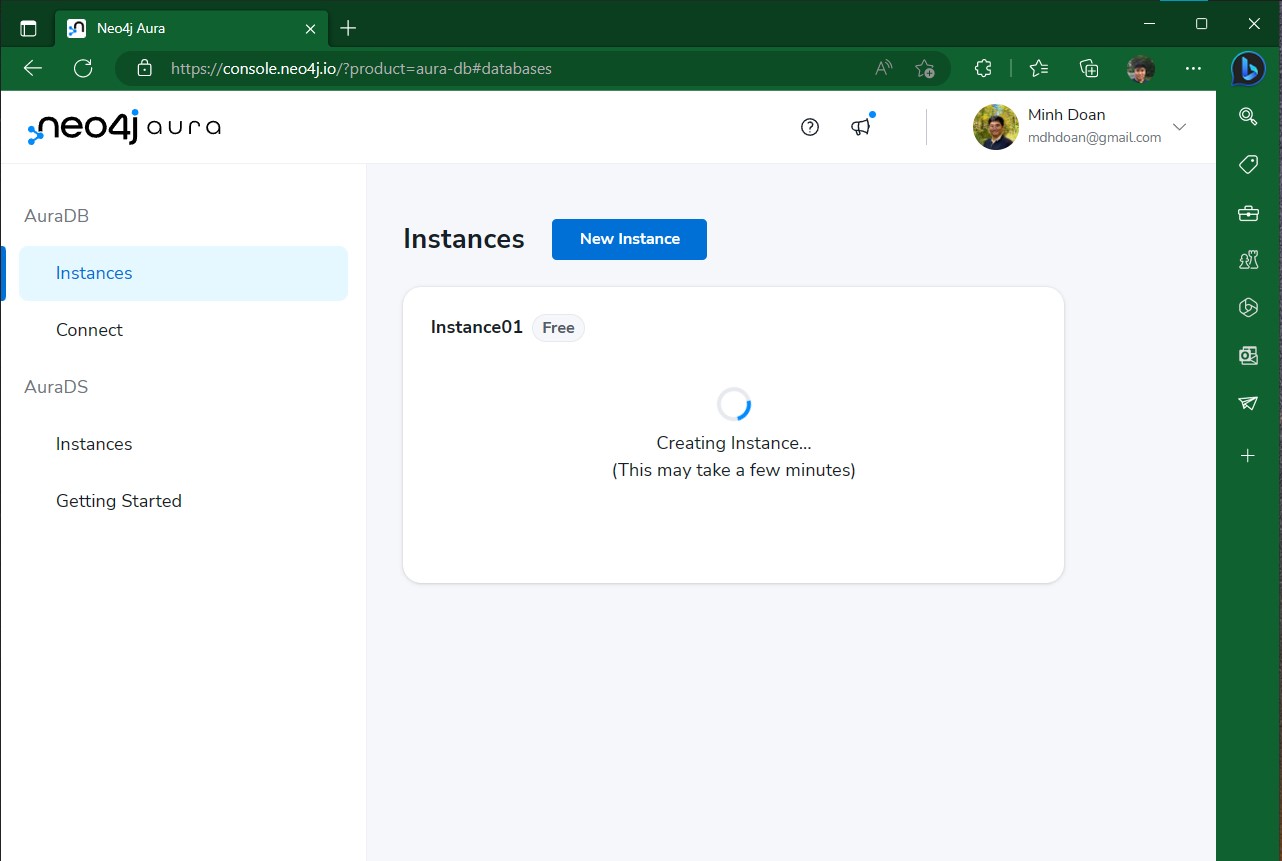 Neo4j Aura
https://console.neo4j.io/?product=aura-db#databases
neo4j aura
Minh Doan
mdhdoan@gmail.com
AuraDB
Instances
Connect
AuraDS
Instances
Getting Started
Instances
New Instance
Instance01
Free
Creating Instance...
(This may take a few minutes)